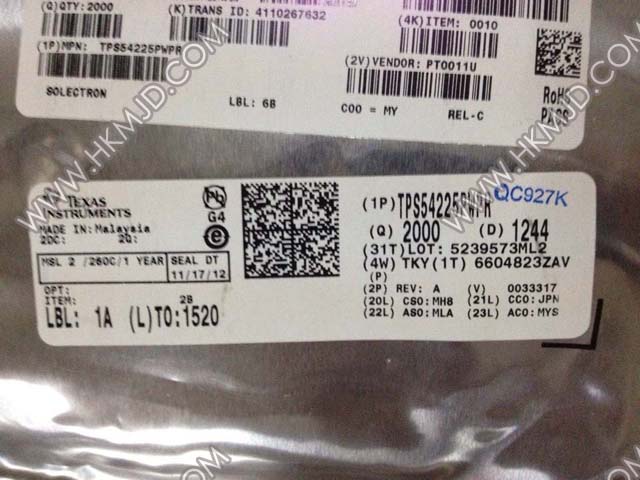 (Q)QTY: 2000
(K)TRANS ID: 4110267632
(4K)ITEM: 0010
(1P)MPN: TPS54225PWPR
(2V)VENDOR: PT0011U
SOLECTRON
LBL: 6B
COO = MY
REL-C
RoHS
PASS
TEXAS
INSTRUMENTS
MADE IN: Malaysia
2DC: 2Q:
Pb
G4
e
MSL 2 /260C/1 YEAR
SEAL DT
11/17/12
OPT:
ITEM:
2B
LBL: 1A (L)TO:1520
(1P)TPS54225PWPR
QC927K
(Q) 2000 (D) 1244
(31T)LOT: 5239573ML2
(4W) TKY(1T) 6604823ZAV
(P)
(2P) REV: A (V) 0033317
(20L) CSO:MH8 (21L) CCO:JPN
(22L) ASO:MLA (23L) ACO:MYS
WWW.HKMJD.COM